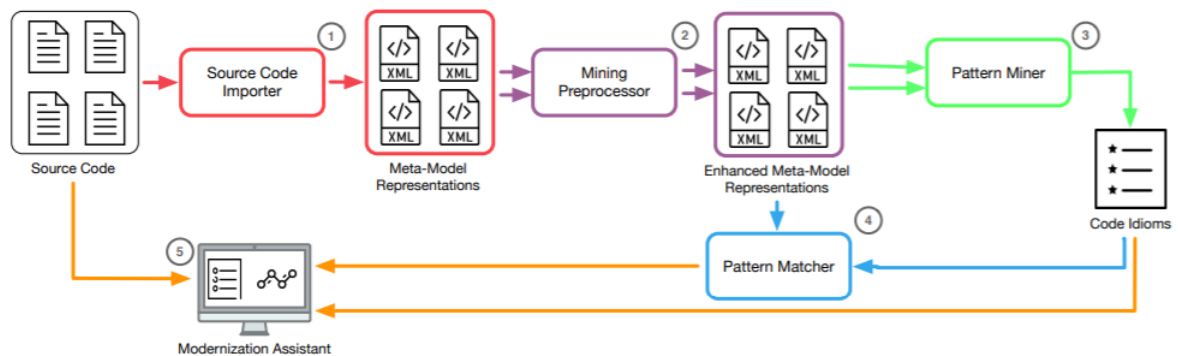 1
Source Code
Importer
XML
XML
XML
XML
2
Mining
Preprocessor
XML
XML
XML
XML
3
Pattern Miner
Source Code
Meta-Model
Representations
Enhanced Meta-Model
Representations
Code Idioms
4
Pattern Matcher
5
Modernization Assistant